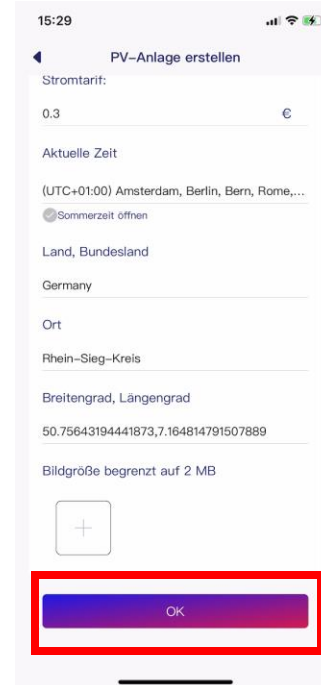 15:29
PV-Anlage erstellen
Stromtarif:
0.3 €
Aktuelle Zeit
(UTC+01:00) Amsterdam, Berlin, Bern, Rome,...
Sommerzeit öffnen
Land, Bundesland
Germany
Ort
Rhein-Sieg-Kreis
Breitengrad, Längengrad
50.75643194441873,7.164814791507889
Bildgröße begrenzt auf 2 MB
OK